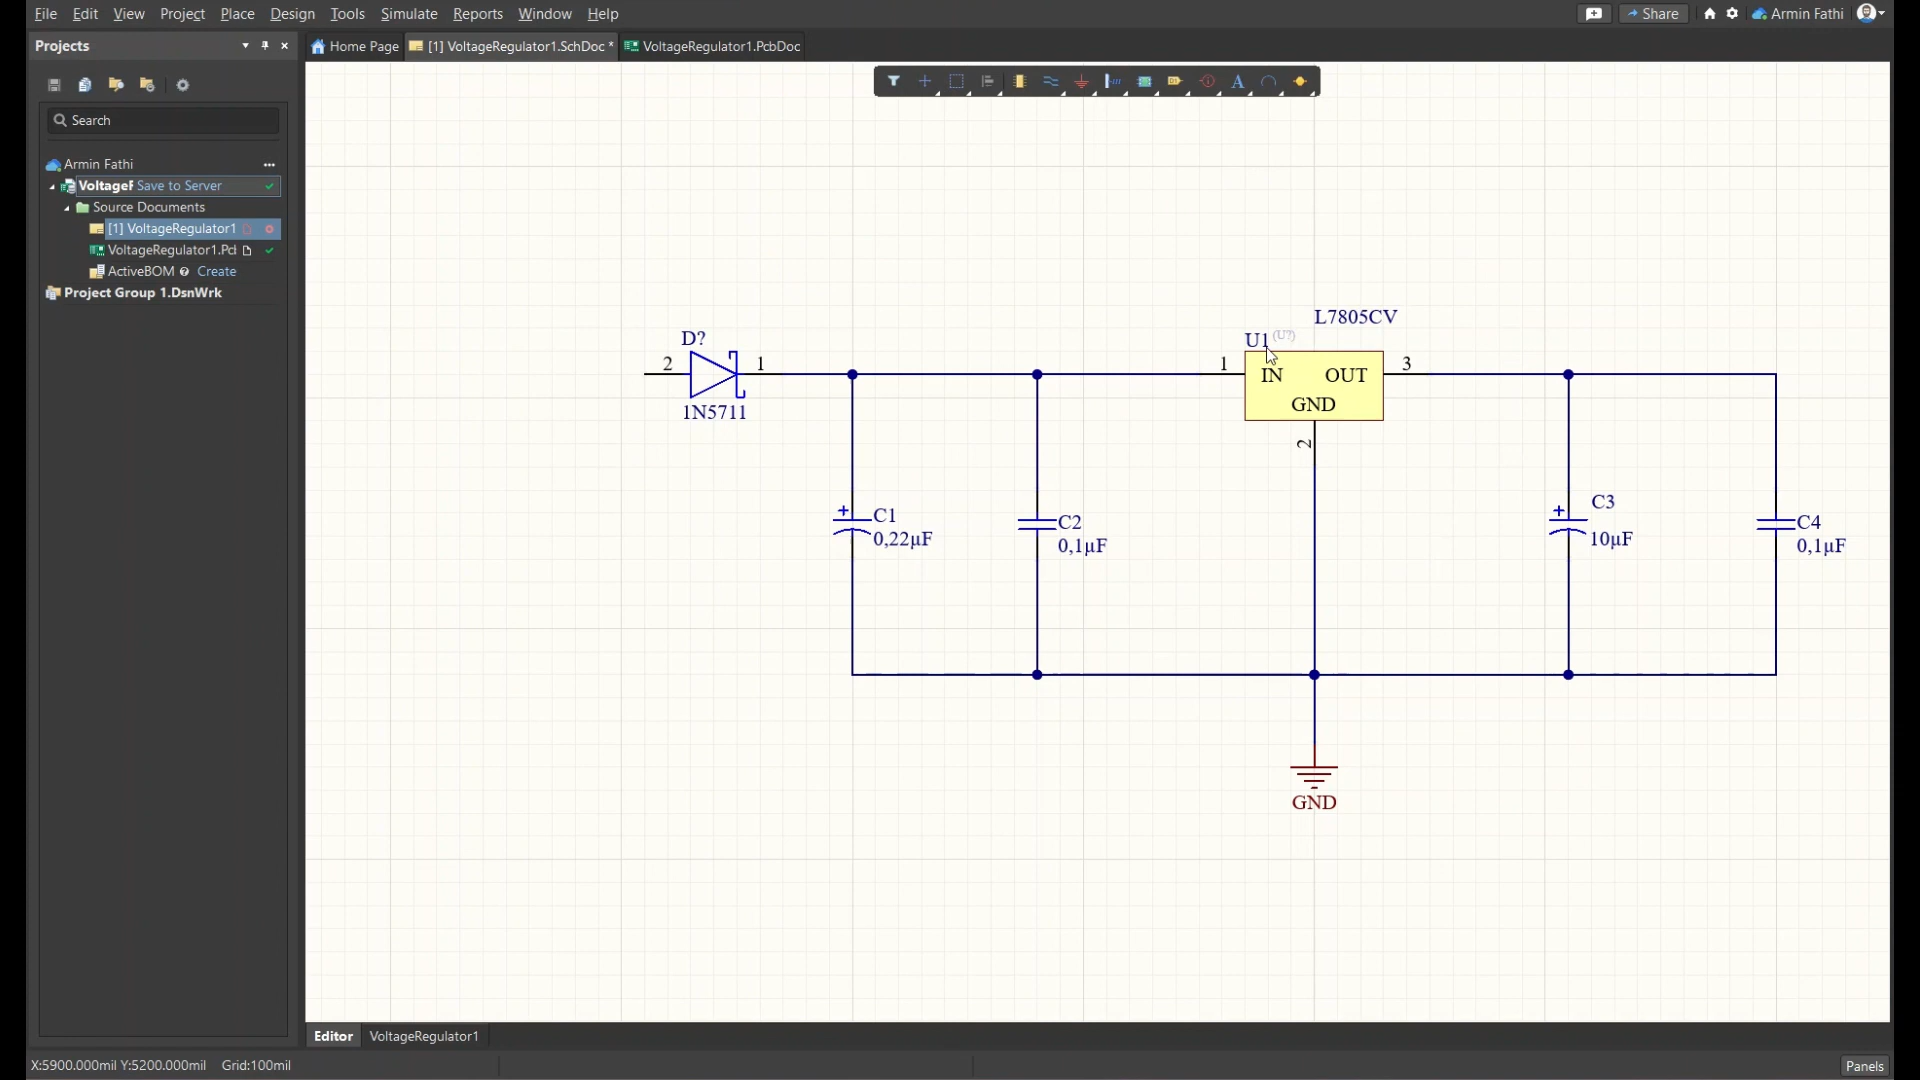 File Edit View Project Place Design Tools Simulate Reports Window Help Share Armin Fathi
Projects
Home Page [1] VoltageRegulator1.SchDoc * VoltageRegulator1.PcbDoc
Search
Armin Fathi
VoltageR Save to Server
Source Documents
[1] VoltageRegulator1
VoltageRegulator1.Pcl
ActiveBOM Create
Project Group 1.DsnWrk
L7805CV
D? U1 (U?)
2 1 1 3
IN OUT
GND
1N5711
2
C1
0,22µF
C2
0,1µF
C3
10µF
C4
0,1µF
GND
Editor VoltageRegulator1
X:5900.000mil Y:5200.000mil Grid:100mil
Panels